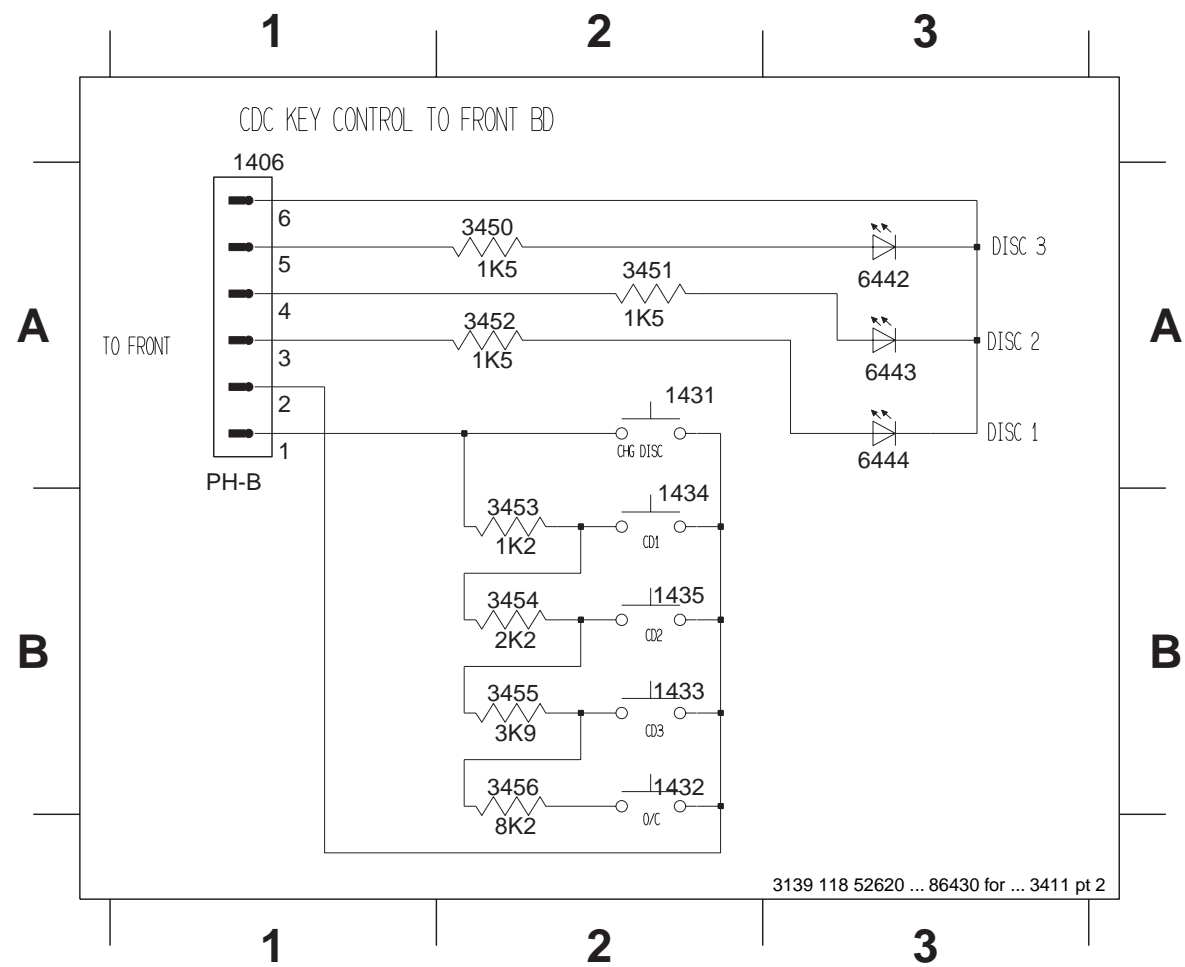 1 2 3
CDC KEY CONTROL TO FRONT BD
1406
6
3450
DISC 3
5
1K5
3451
6442
4
1K5
A
3452
A
TO FRONT
DISC 2
3
1K5
6443
2
1431
1
CHG DISC
DISC 1
6444
PH-B
3453
1434
1K2
CD1
3454
1435
2K2
CD2
B
B
3455
1433
3K9
CD3
3456
1432
8K2
O/C
3139 118 52620 ... 86430 for ... 3411 pt 2
1 2 3